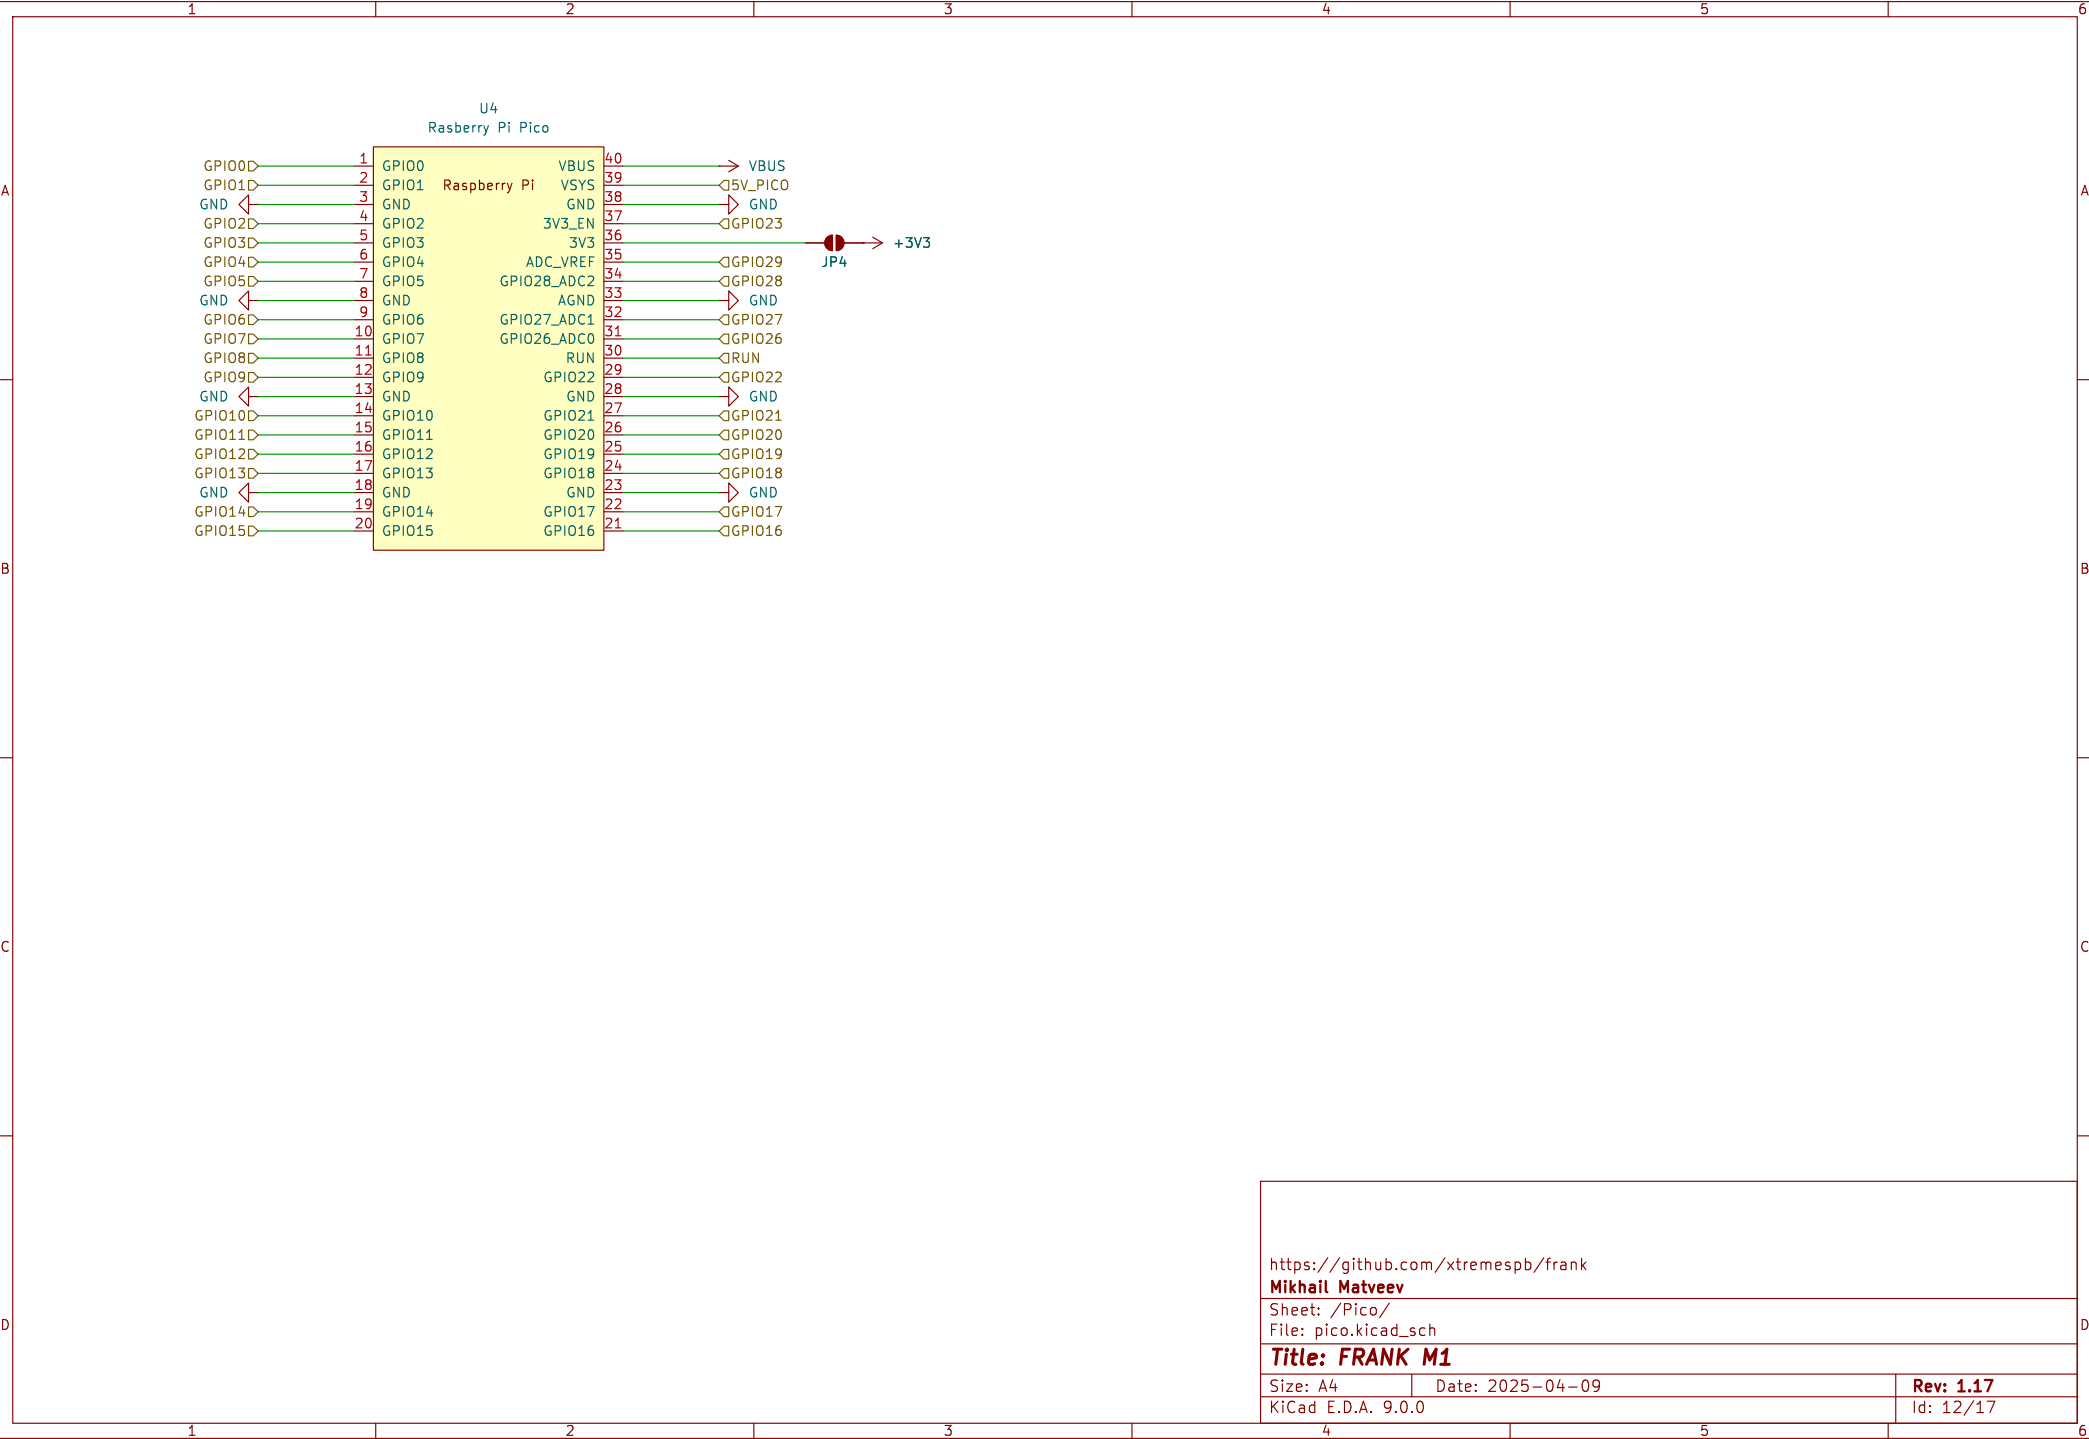 1 2 3 4 5 6
U4
Rasberry Pi Pico
GPIO0 1 GPIO0 VBUS 40 VBUS
A GPIO1 2 GPIO1 Raspberry Pi VSYS 39 5V_PICO A
GND 3 GND GND 38 GND
GPIO2 4 GPIO2 3V3_EN 37 GPIO23
GPIO3 5 GPIO3 3V3 36 +3V3
GPIO4 6 GPIO4 ADC_VREF 35 GPIO29 JP4
GPIO5 7 GPIO5 GPIO28_ADC2 34 GPIO28
GND 8 GND AGND 33 GND
GPIO6 9 GPIO6 GPIO27_ADC1 32 GPIO27
GPIO7 10 GPIO7 GPIO26_ADC0 31 GPIO26
GPIO8 11 GPIO8 RUN 30 RUN
GPIO9 12 GPIO9 GPIO22 29 GPIO22
GND 13 GND GND 28 GND
GPIO10 14 GPIO10 GPIO21 27 GPIO21
GPIO11 15 GPIO11 GPIO20 26 GPIO20
GPIO12 16 GPIO12 GPIO19 25 GPIO19
GPIO13 17 GPIO13 GPIO18 24 GPIO18
GND 18 GND GND 23 GND
GPIO14 19 GPIO14 GPIO17 22 GPIO17
GPIO15 20 GPIO15 GPIO16 21 GPIO16
B B
C C
https://github.com/xtremespb/frank
Mikhail Matveev
Sheet: /Pico/
D D
File: pico.kicad_sch
Title: FRANK M1
Size: A4 Date: 2025-04-09 Rev: 1.17
KiCad E.D.A. 9.0.0 Id: 12/17
1 2 3 4 5 6